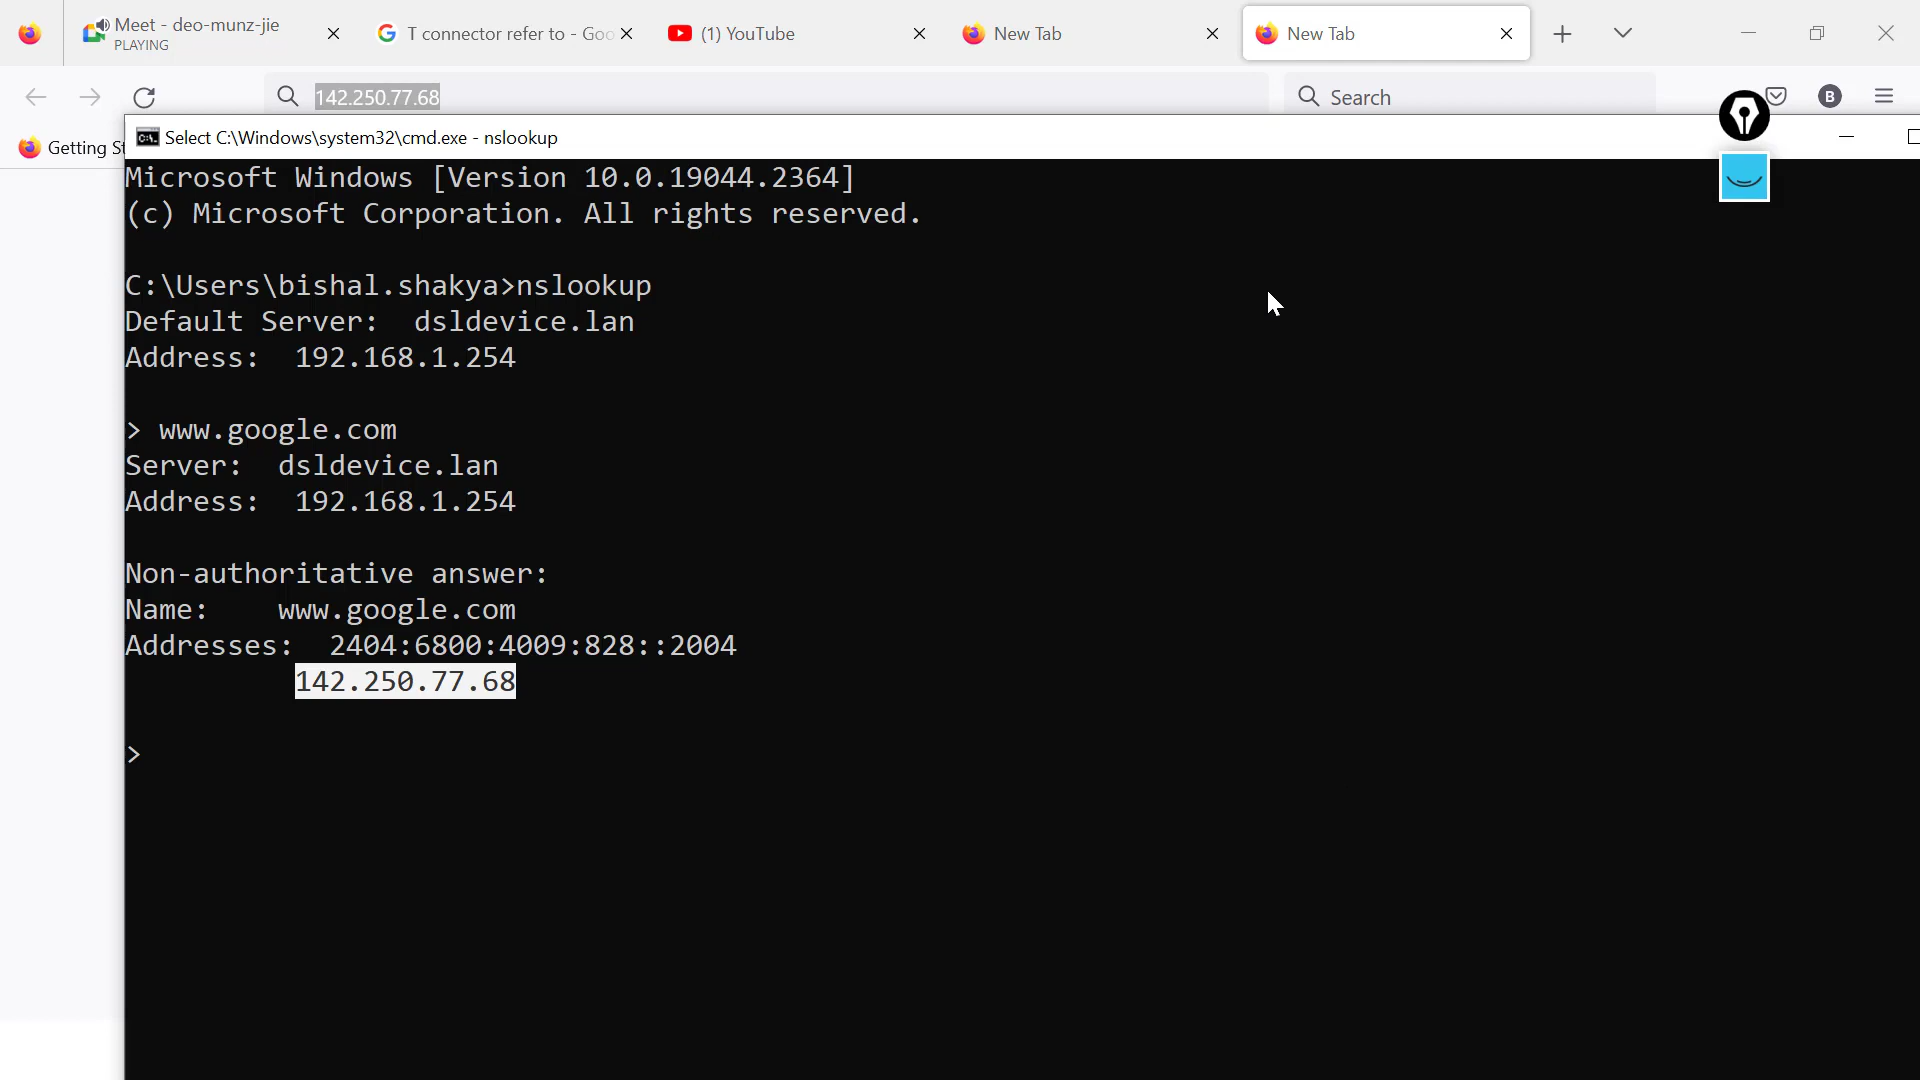 Meet - deo-munz-jie
PLAYING
T connector refer to - Goo
(1) YouTube
New Tab
New Tab
142.250.77.68
Search
B
Getting St
Select C:\Windows\system32\cmd.exe - nslookup
Microsoft Windows [Version 10.0.19044.2364]
(c) Microsoft Corporation. All rights reserved.
C:\Users\bishal.shakya>nslookup
Default Server:  dsldevice.lan
Address:  192.168.1.254
> www.google.com
Server:  dsldevice.lan
Address:  192.168.1.254
Non-authoritative answer:
Name:    www.google.com
Addresses:  2404:6800:4009:828::2004
142.250.77.68
>